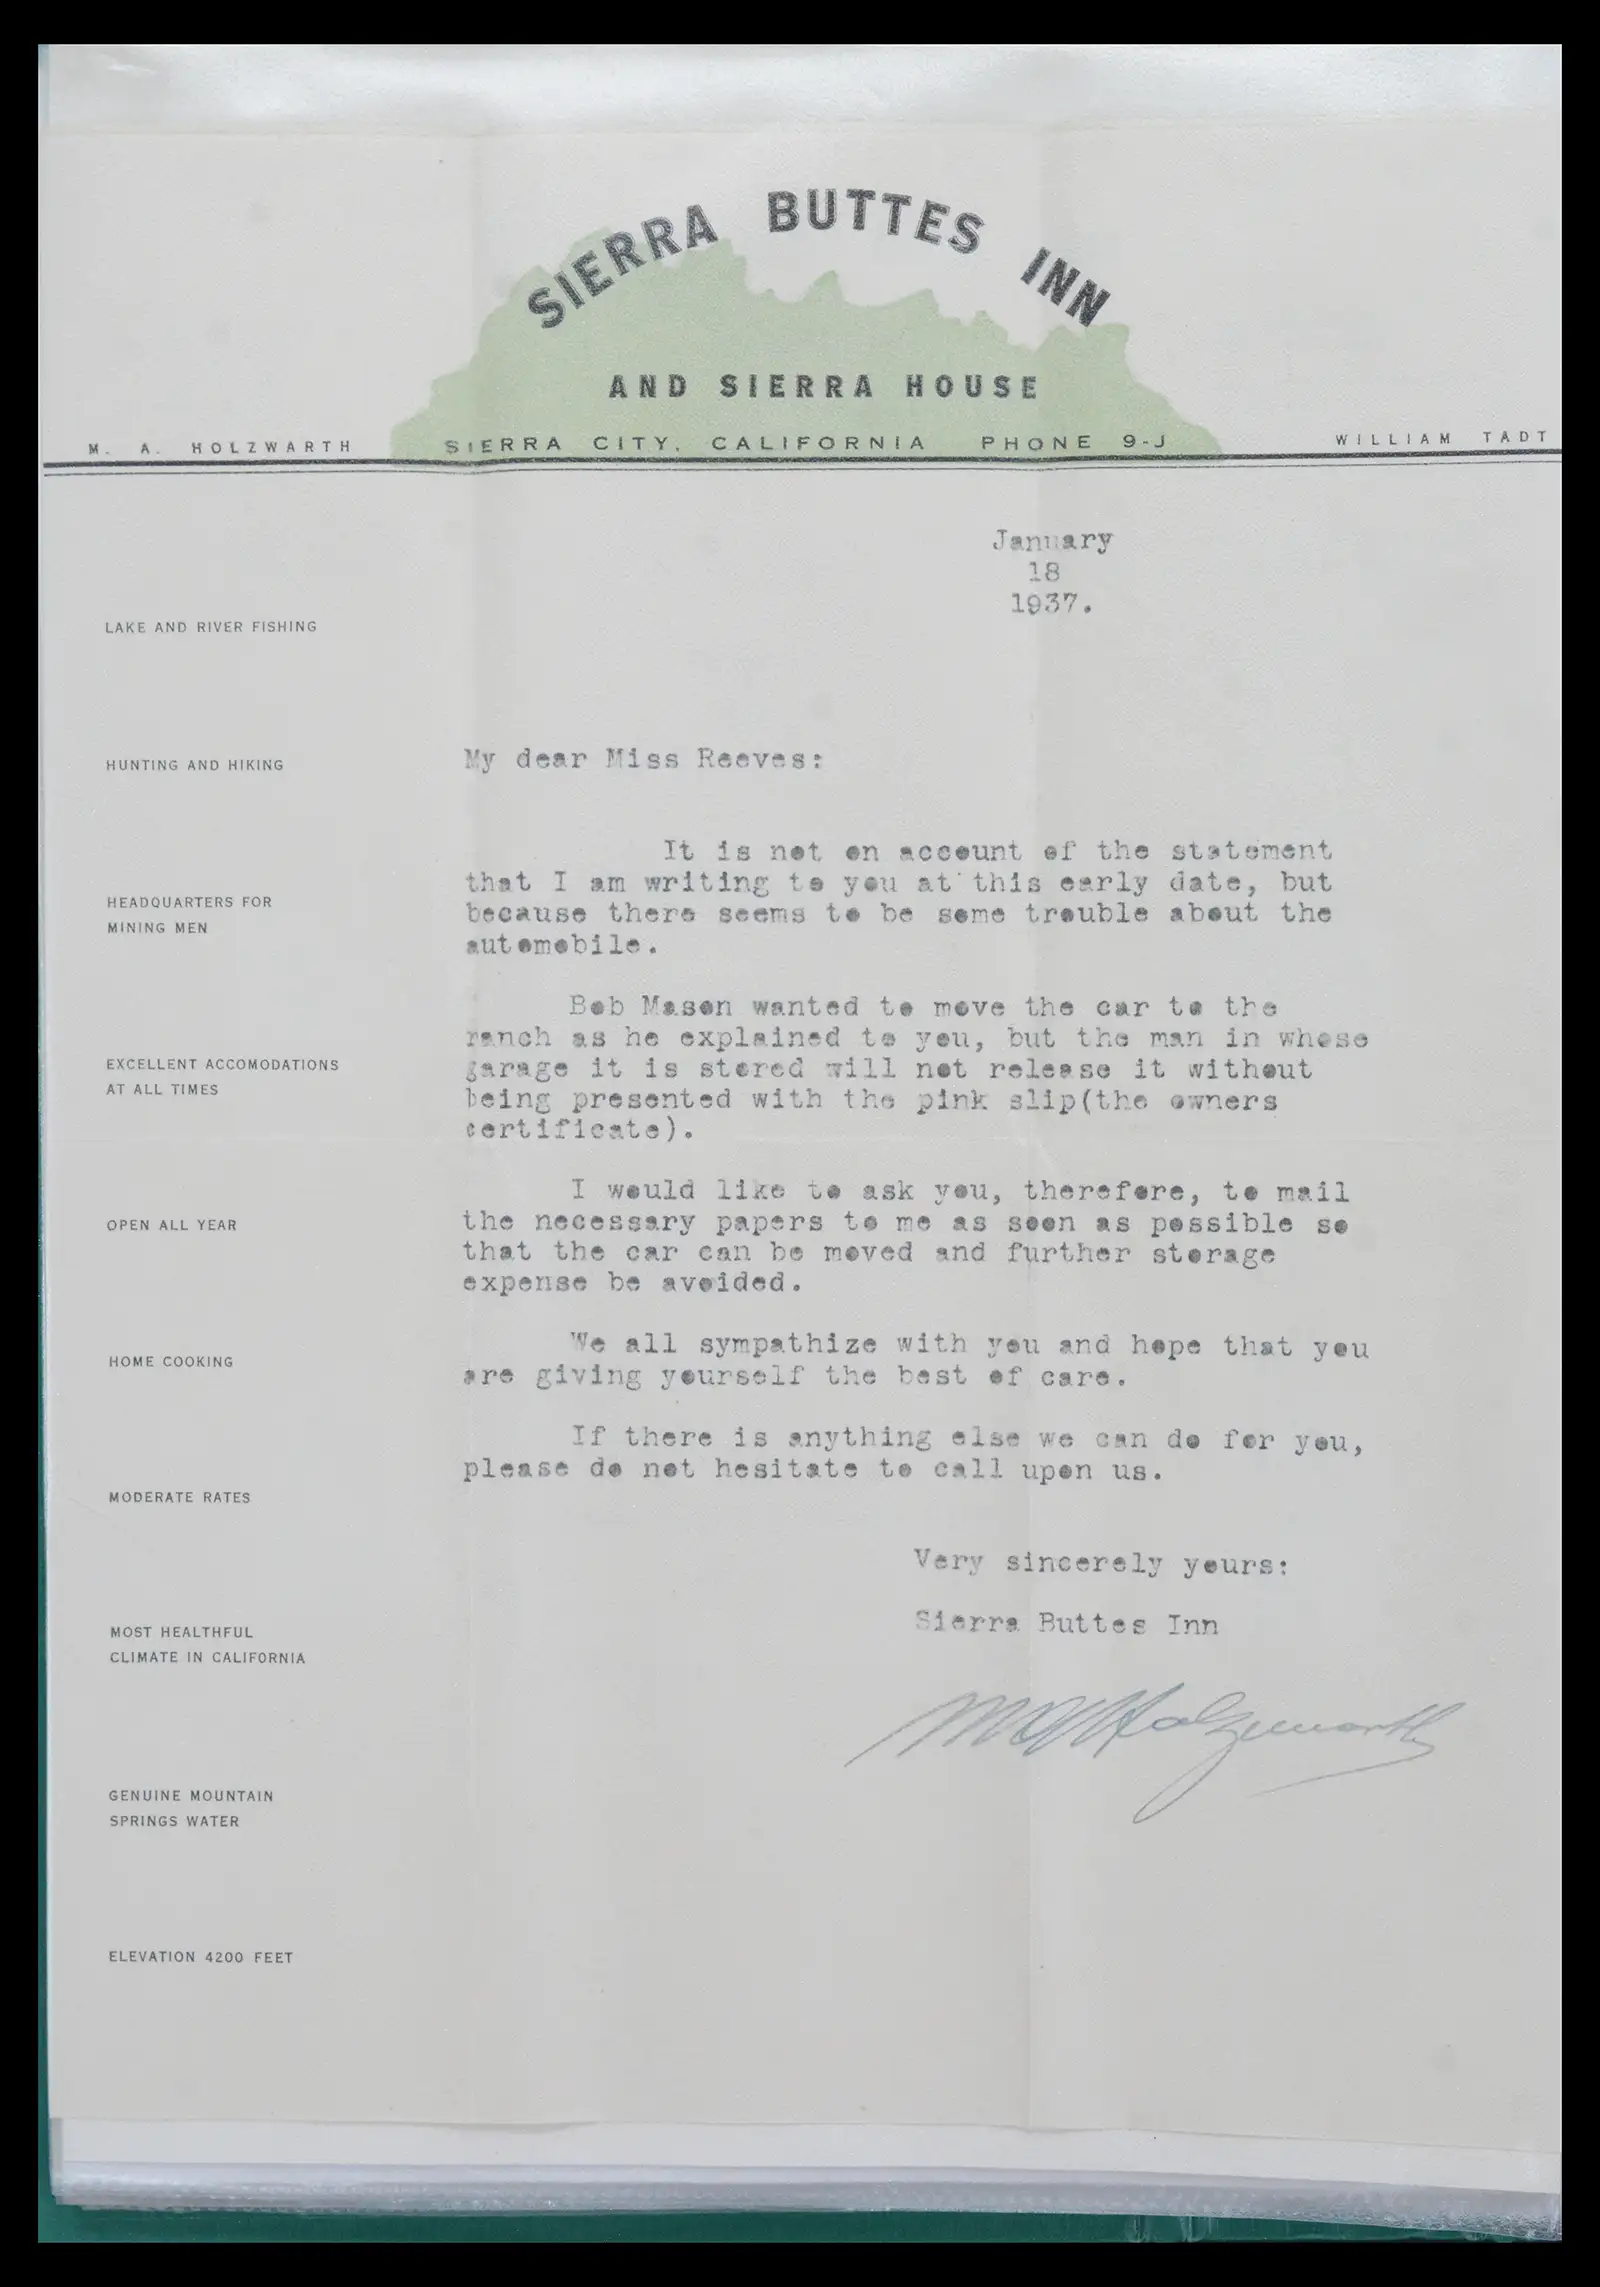 SIERRA BUTTES INN
AND SIERRA HOUSE
M. A. HOLZWARTH
SIERRA CITY, CALIFORNIA PHONE 9-J
WILLIAM TADT
January
18
1937.
LAKE AND RIVER FISHING
HUNTING AND HIKING
HEADQUARTERS FOR
MINING MEN
EXCELLENT ACCOMODATIONS
AT ALL TIMES
OPEN ALL YEAR
HOME COOKING
MODERATE RATES
MOST HEALTHFUL
CLIMATE IN CALIFORNIA
GENUINE MOUNTAIN
SPRINGS WATER
ELEVATION 4200 FEET
My dear Miss Reeves:
It is not on account of the statement
that I am writing to you at this early date, but
because there seems to be some trouble about the
automobile.
Bob Mason wanted to move the car to the
ranch as he explained to you, but the man in whose
garage it is stored will not release it without
being presented with the pink slip(the owners
certificate).
I would like to ask you, therefore, to mail
the necessary papers to me as soon as possible so
that the car can be moved and further storage
expense be avoided.
We all sympathize with you and hope that you
are giving yourself the best of care.
If there is anything else we can do for you,
please do not hesitate to call upon us.
Very sincerely yours:
Sierra Buttes Inn
M A Holzwarth